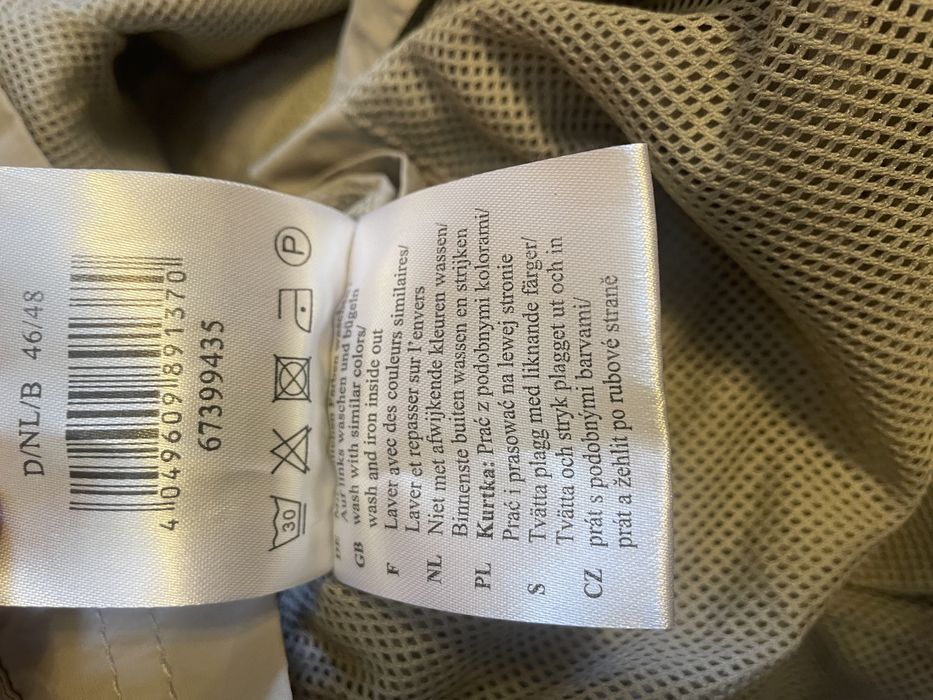 D/NL/B 46/48
4 049609 891370
67399435
30
P
DE
Auf links waschen und bügeln
GB wash with similar colors/
wash and iron inside out
F Laver avec des couleurs similaires/
Laver et repasser sur l'envers
NL Niet met afwijkende kleuren wassen/
Binnenste buiten wassen en strijken
PL Kurtka: Prać z podobnymi kolorami/
Prać i prasować na lewej stronie
S Tvätta plagg med liknande färger/
Tvätta och stryk plagget ut och in
CZ prát s podobnými barvami/
prát a žehlit po rubové straně